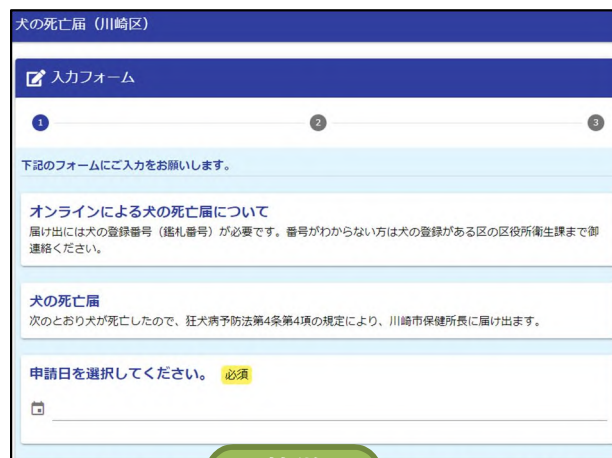 犬の死亡届（川崎区）
入力フォーム
1
2
3
下記のフォームにご入力をお願いします。
オンラインによる犬の死亡届について
届け出には犬の登録番号（鑑札番号）が必要です。番号がわからない方は犬の登録がある区の区役所衛生課まで御
連絡ください。
犬の死亡届
次のとおり犬が死亡したので、狂犬病予防法第4条第4項の規定により、川崎市保健所長に届け出ます。
申請日を選択してください。 必須